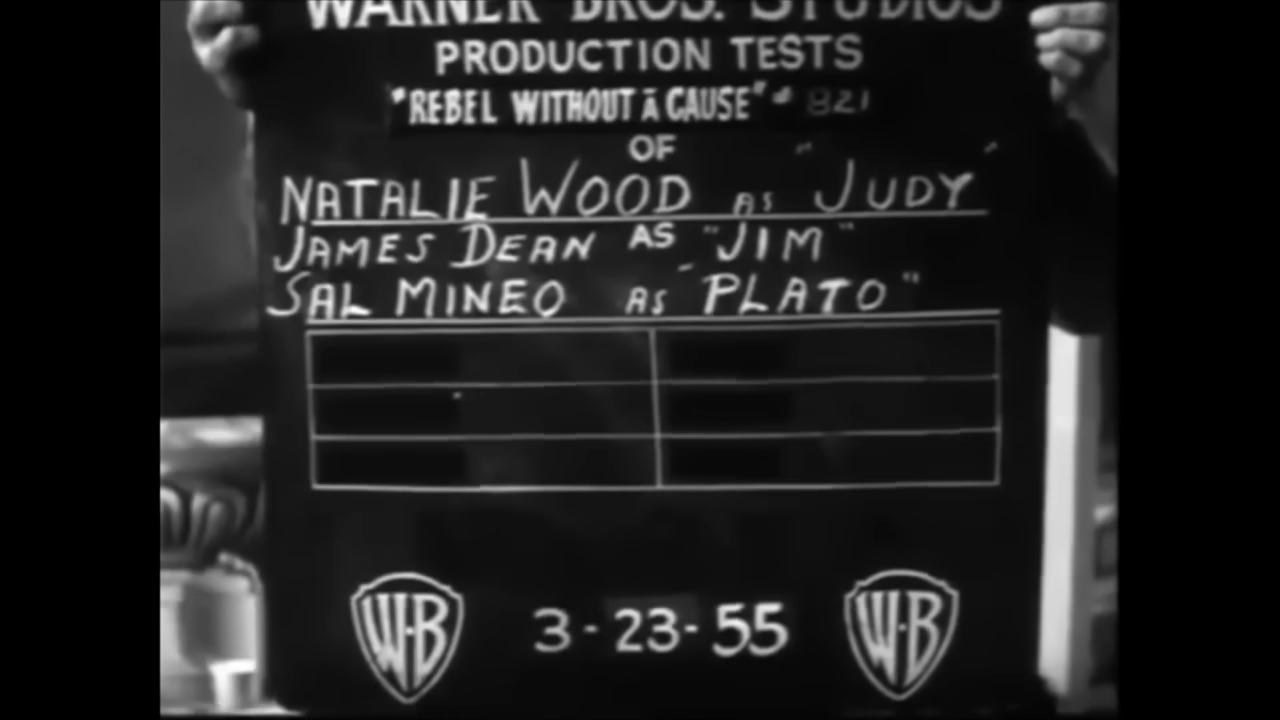 WARNER BROS. STUDIOS
PRODUCTION TESTS
"REBEL WITHOUT A CAUSE" # 821
OF
NATALIE WOOD AS "JUDY"
JAMES DEAN AS "JIM"
SAL MINEO AS "PLATO"
W-B 3-23-55 W-B